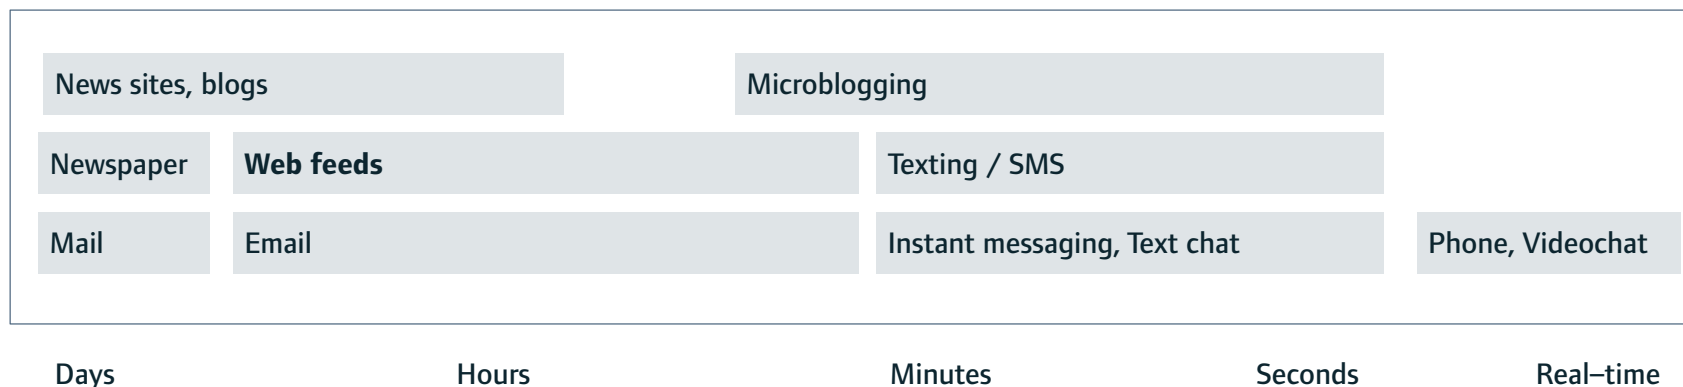 News sites, blogs Microblogging
Newspaper Web feeds Texting / SMS
Mail Email Instant messaging, Text chat Phone, Videochat
Days Hours Minutes Seconds Real–time